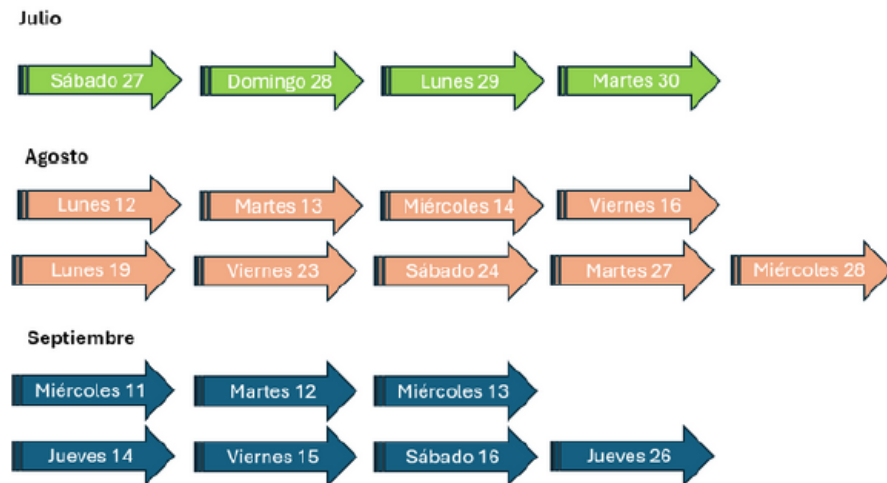 Julio
Sábado 27 Domingo 28 Lunes 29 Martes 30
Agosto
Lunes 12 Martes 13 Miércoles 14 Viernes 16
Lunes 19 Viernes 23 Sábado 24 Martes 27 Miércoles 28
Septiembre
Miércoles 11 Martes 12 Miércoles 13
Jueves 14 Viernes 15 Sábado 16 Jueves 26